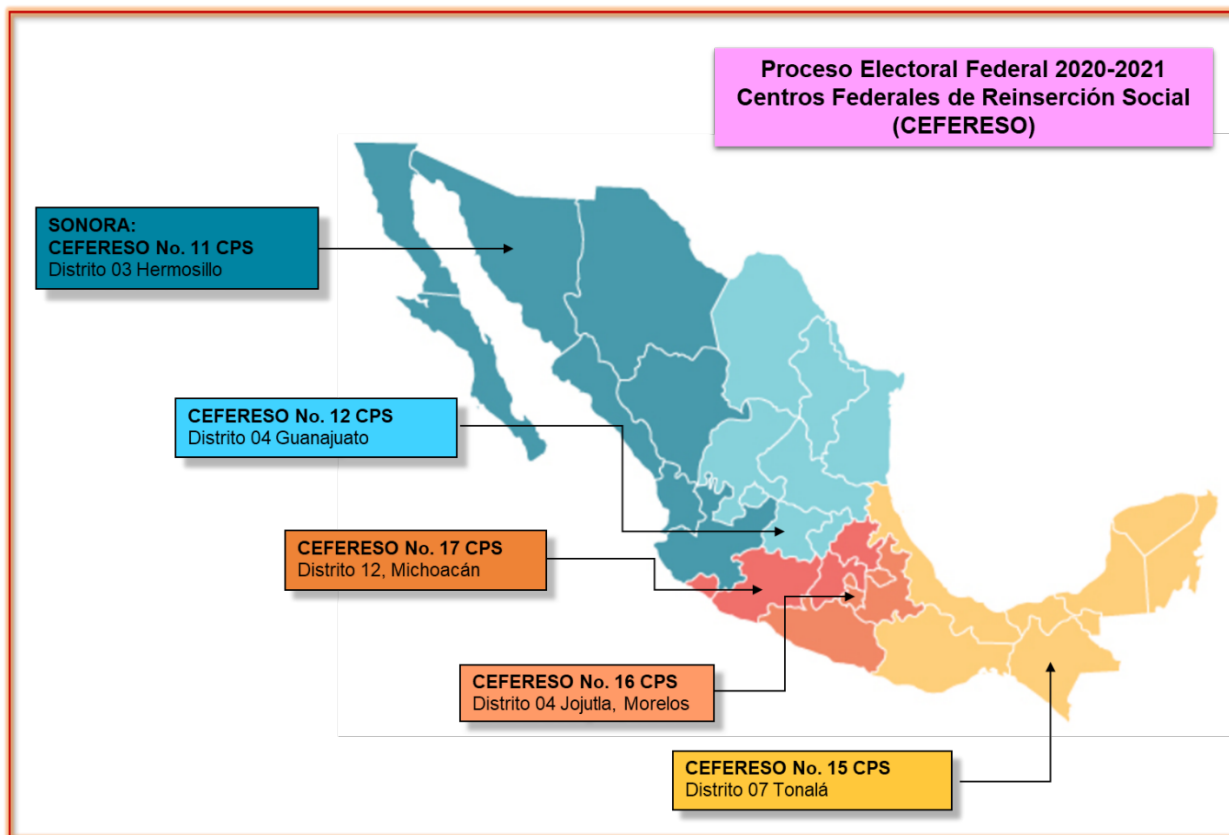 Proceso Electoral Federal 2020-2021
Centros Federales de Reinserción Social
(CEFERESO)
SONORA:
CEFERESO No. 11 CPS
Distrito 03 Hermosillo
CEFERESO No. 12 CPS
Distrito 04 Guanajuato
CEFERESO No. 17 CPS
Distrito 12, Michoacán
CEFERESO No. 16 CPS
Distrito 04 Jojutla, Morelos
CEFERESO No. 15 CPS
Distrito 07 Tonalá